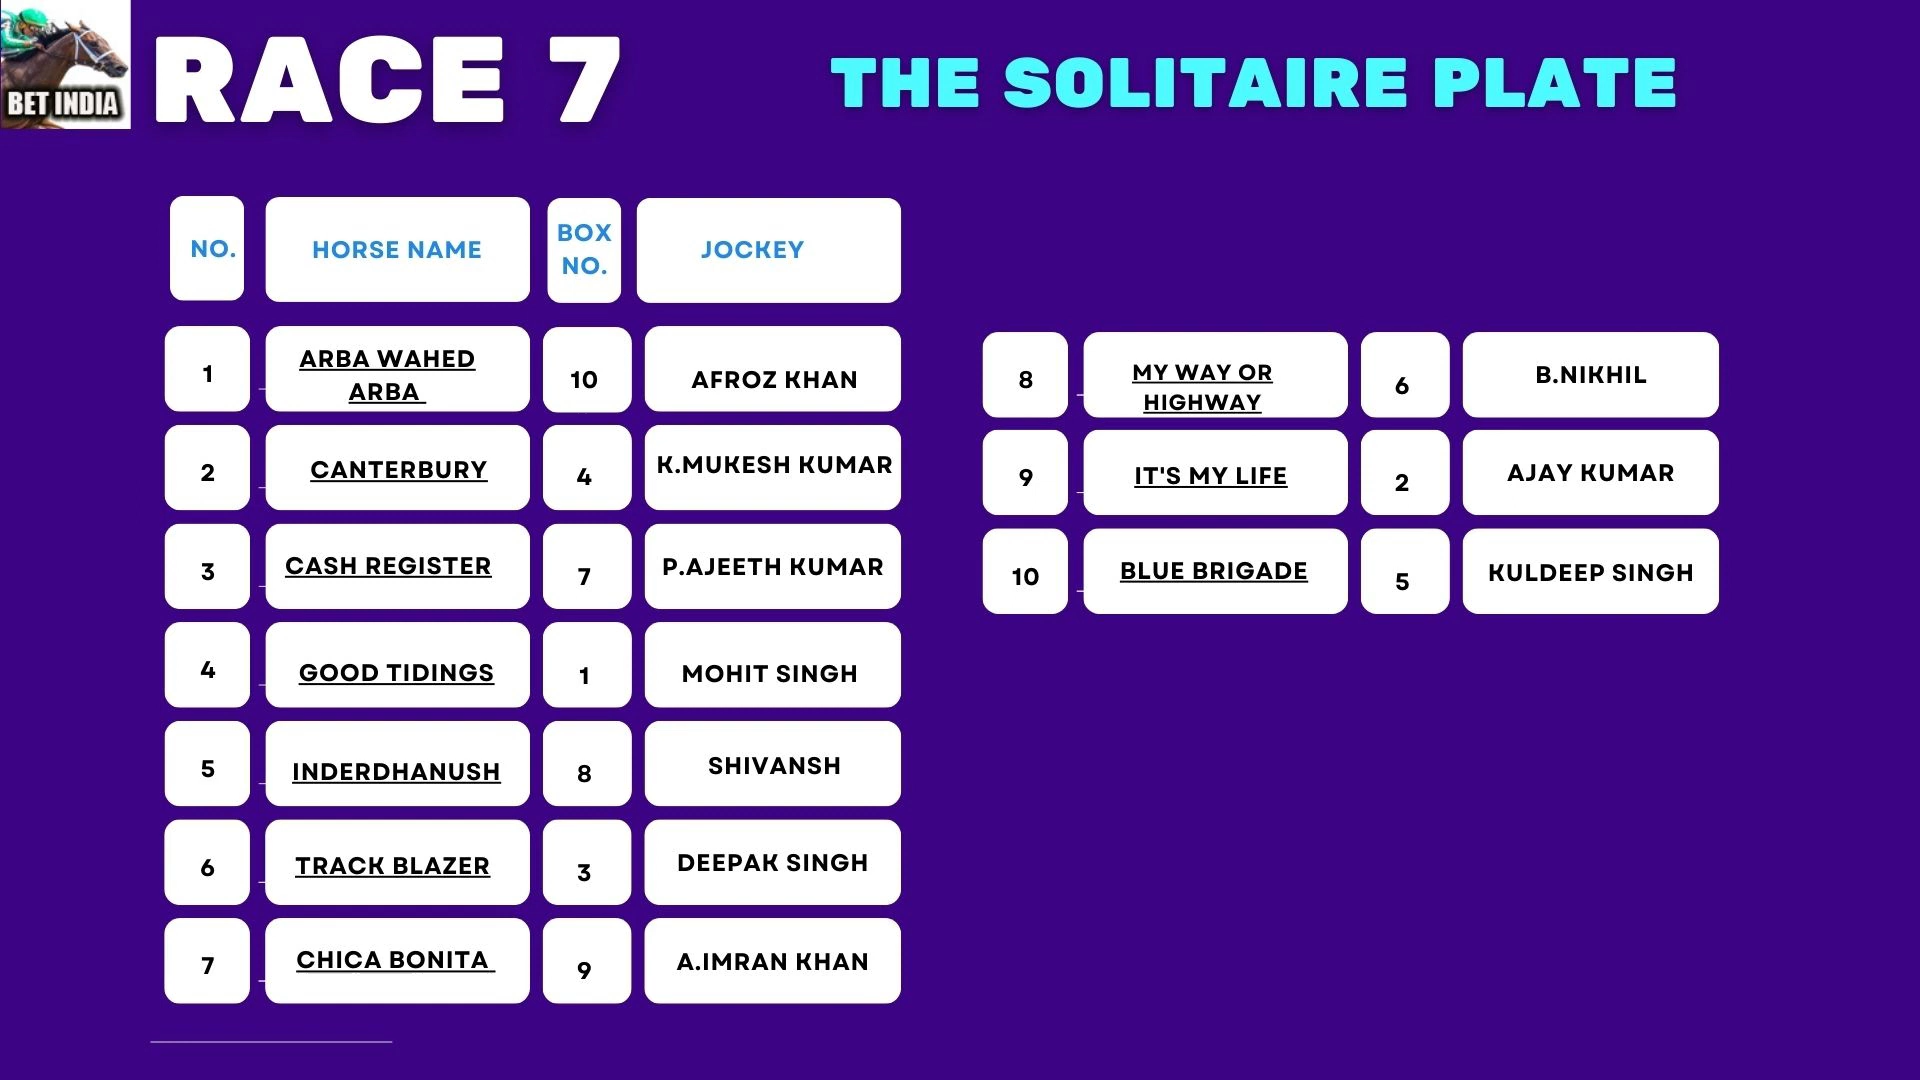 BET INDIA
RACE 7
THE SOLITAIRE PLATE
NO.
HORSE NAME
BOX
NO.
JOCKEY
1
ARBA WAHED
ARBA
10
AFROZ KHAN
2
CANTERBURY
4
K.MUKESH KUMAR
3
CASH REGISTER
7
P.AJEETH KUMAR
4
GOOD TIDINGS
1
MOHIT SINGH
5
INDERDHANUSH
8
SHIVANSH
6
TRACK BLAZER
3
DEEPAK SINGH
7
CHICA BONITA
9
A.IMRAN KHAN
8
MY WAY OR
HIGHWAY
6
B.NIKHIL
9
IT'S MY LIFE
2
AJAY KUMAR
10
BLUE BRIGADE
5
KULDEEP SINGH